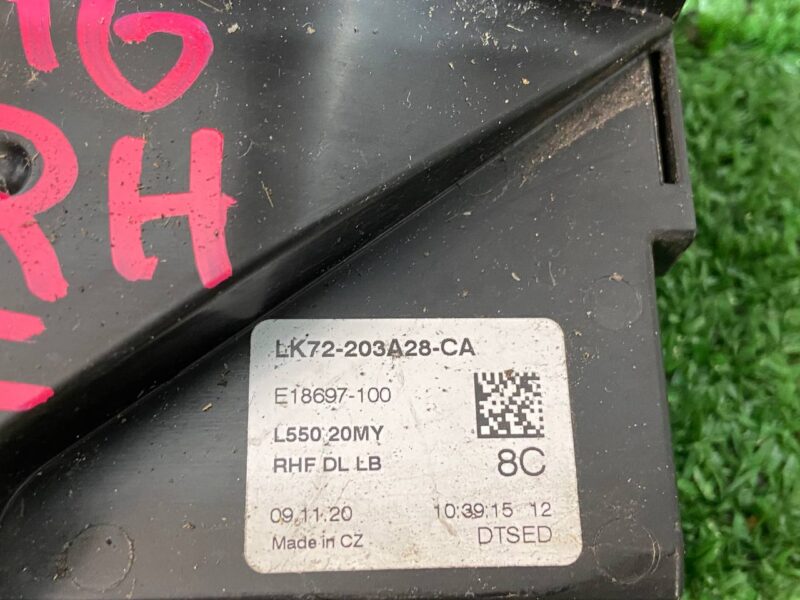 RH
LK72-203A28-CA
E18697-100
L550 20MY
RHF DL LB
8C
09.11.20 10:39:15 12
Made in CZ DTSED